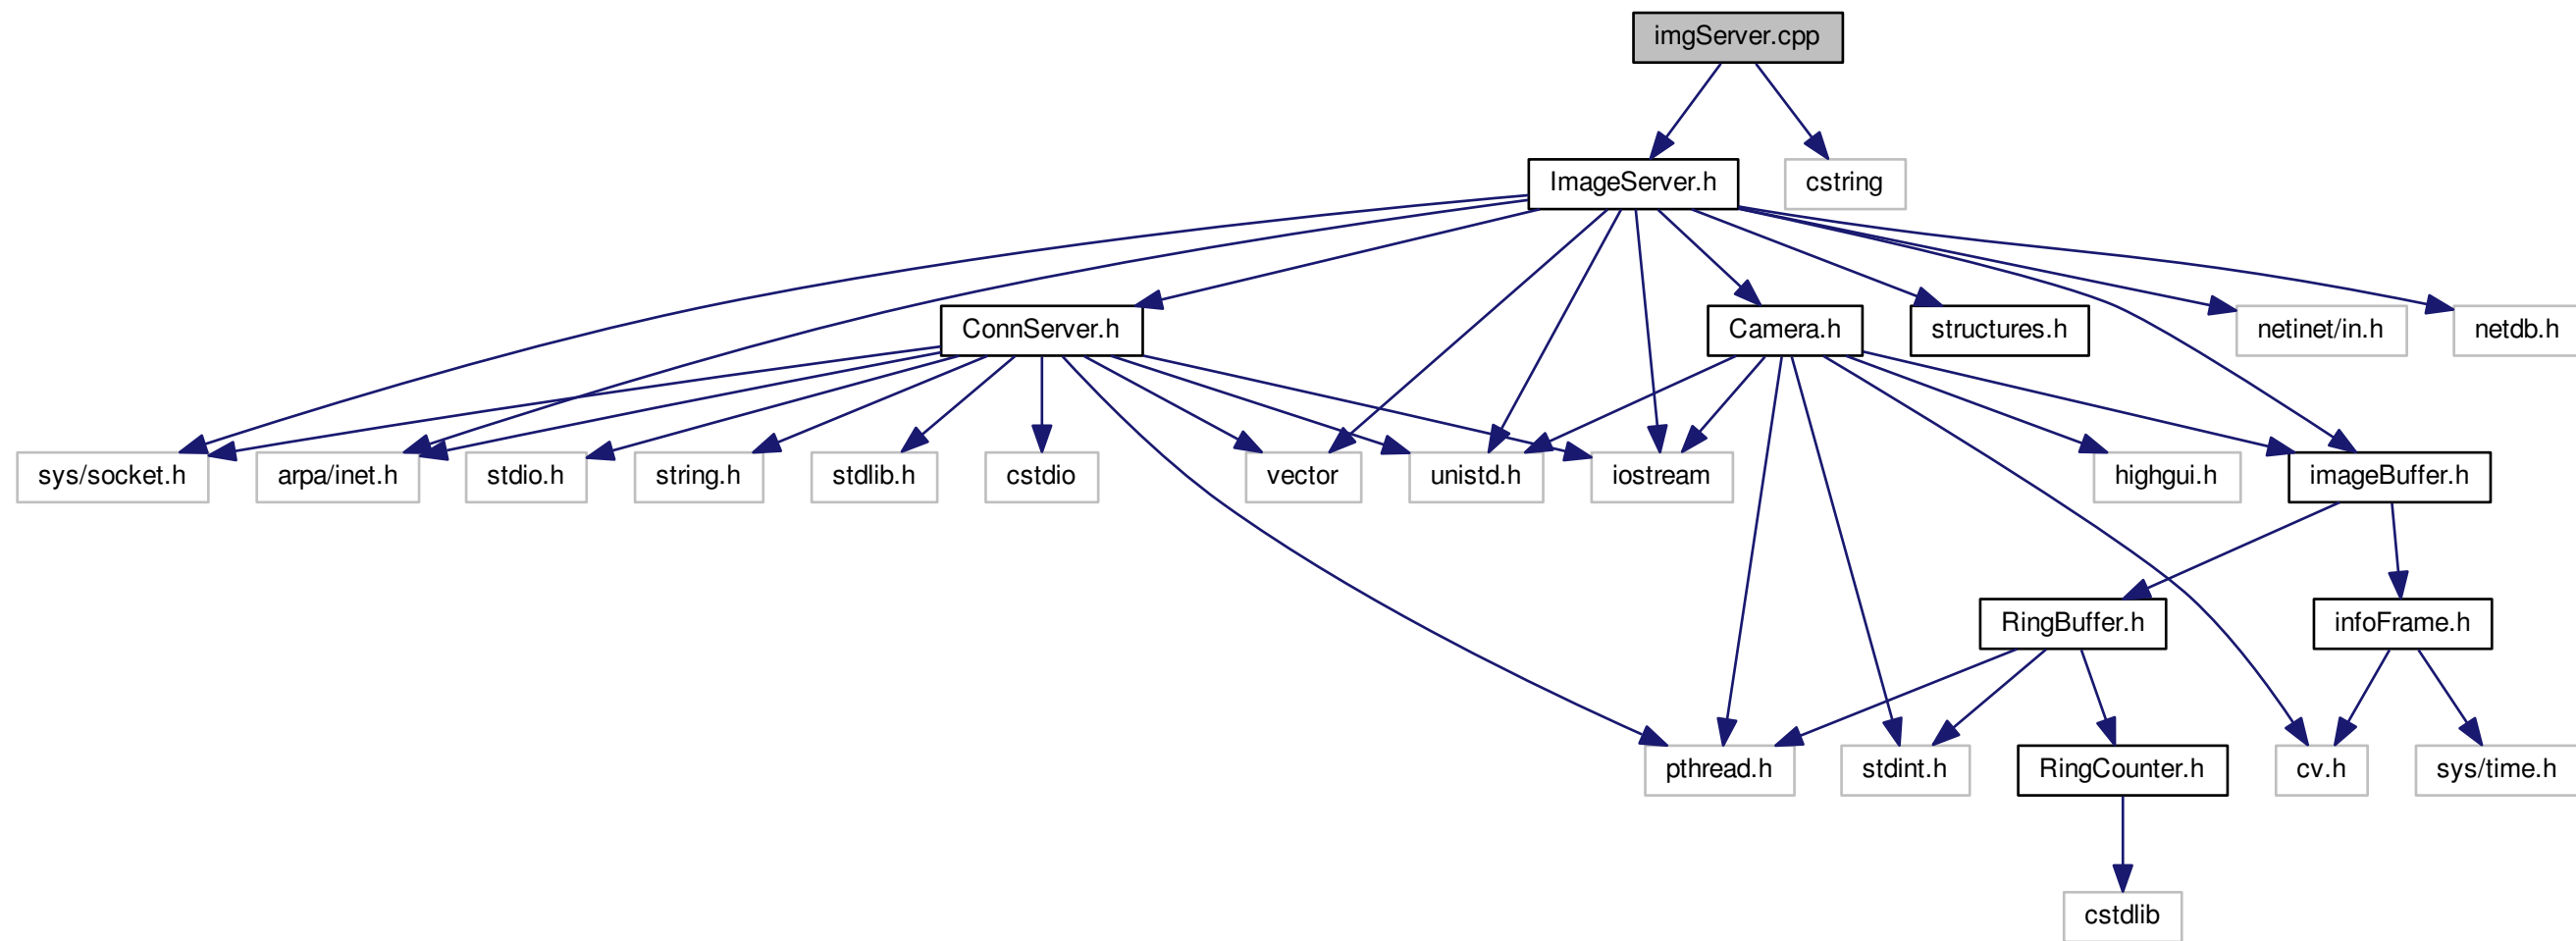 imgServer.cpp
ImageServer.h
cstring
ConnServer.h
Camera.h
structures.h
netinet/in.h
netdb.h
sys/socket.h
arpa/inet.h
stdio.h
string.h
stdlib.h
cstdio
vector
unistd.h
iostream
highgui.h
imageBuffer.h
RingBuffer.h
infoFrame.h
pthread.h
stdint.h
RingCounter.h
cv.h
sys/time.h
cstdlib